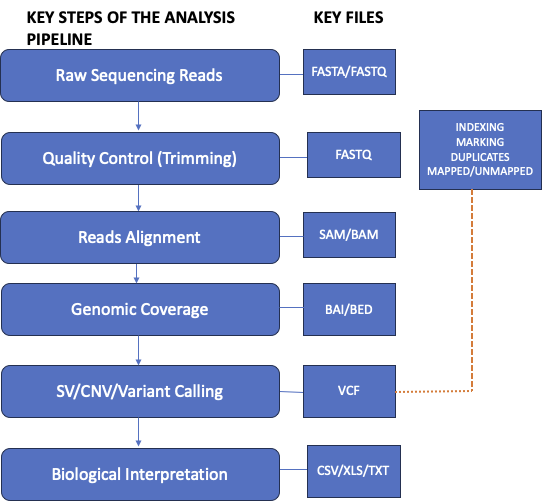 KEY STEPS OF THE ANALYSIS
PIPELINE
KEY FILES
Raw Sequencing Reads
FASTA/FASTQ
Quality Control (Trimming)
FASTQ
INDEXING
MARKING
DUPLICATES
MAPPED/UNMAPPED
Reads Alignment
SAM/BAM
Genomic Coverage
BAI/BED
SV/CNV/Variant Calling
VCF
Biological Interpretation
CSV/XLS/TXT